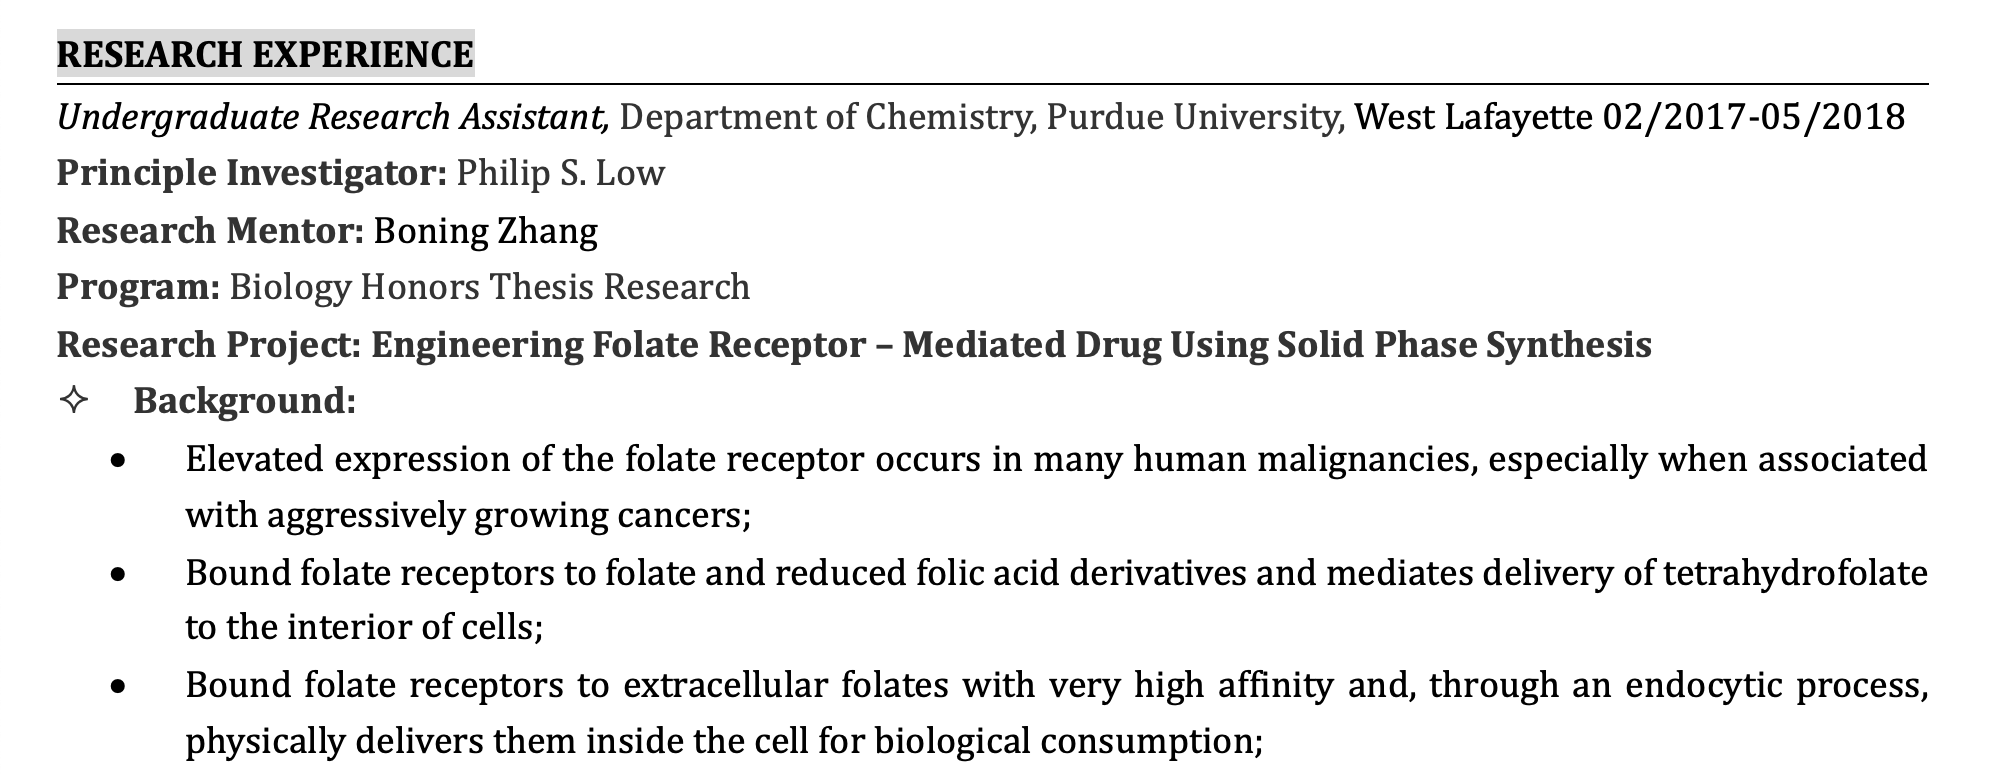 RESEARCH EXPERIENCE
Undergraduate Research Assistant, Department of Chemistry, Purdue University, West Lafayette 02/2017-05/2018
Principle Investigator: Philip S. Low
Research Mentor: Boning Zhang
Program: Biology Honors Thesis Research
Research Project: Engineering Folate Receptor – Mediated Drug Using Solid Phase Synthesis
✧ Background:
• Elevated expression of the folate receptor occurs in many human malignancies, especially when associated
with aggressively growing cancers;
• Bound folate receptors to folate and reduced folic acid derivatives and mediates delivery of tetrahydrofolate
to the interior of cells;
• Bound folate receptors to extracellular folates with very high affinity and, through an endocytic process,
physically delivers them inside the cell for biological consumption;